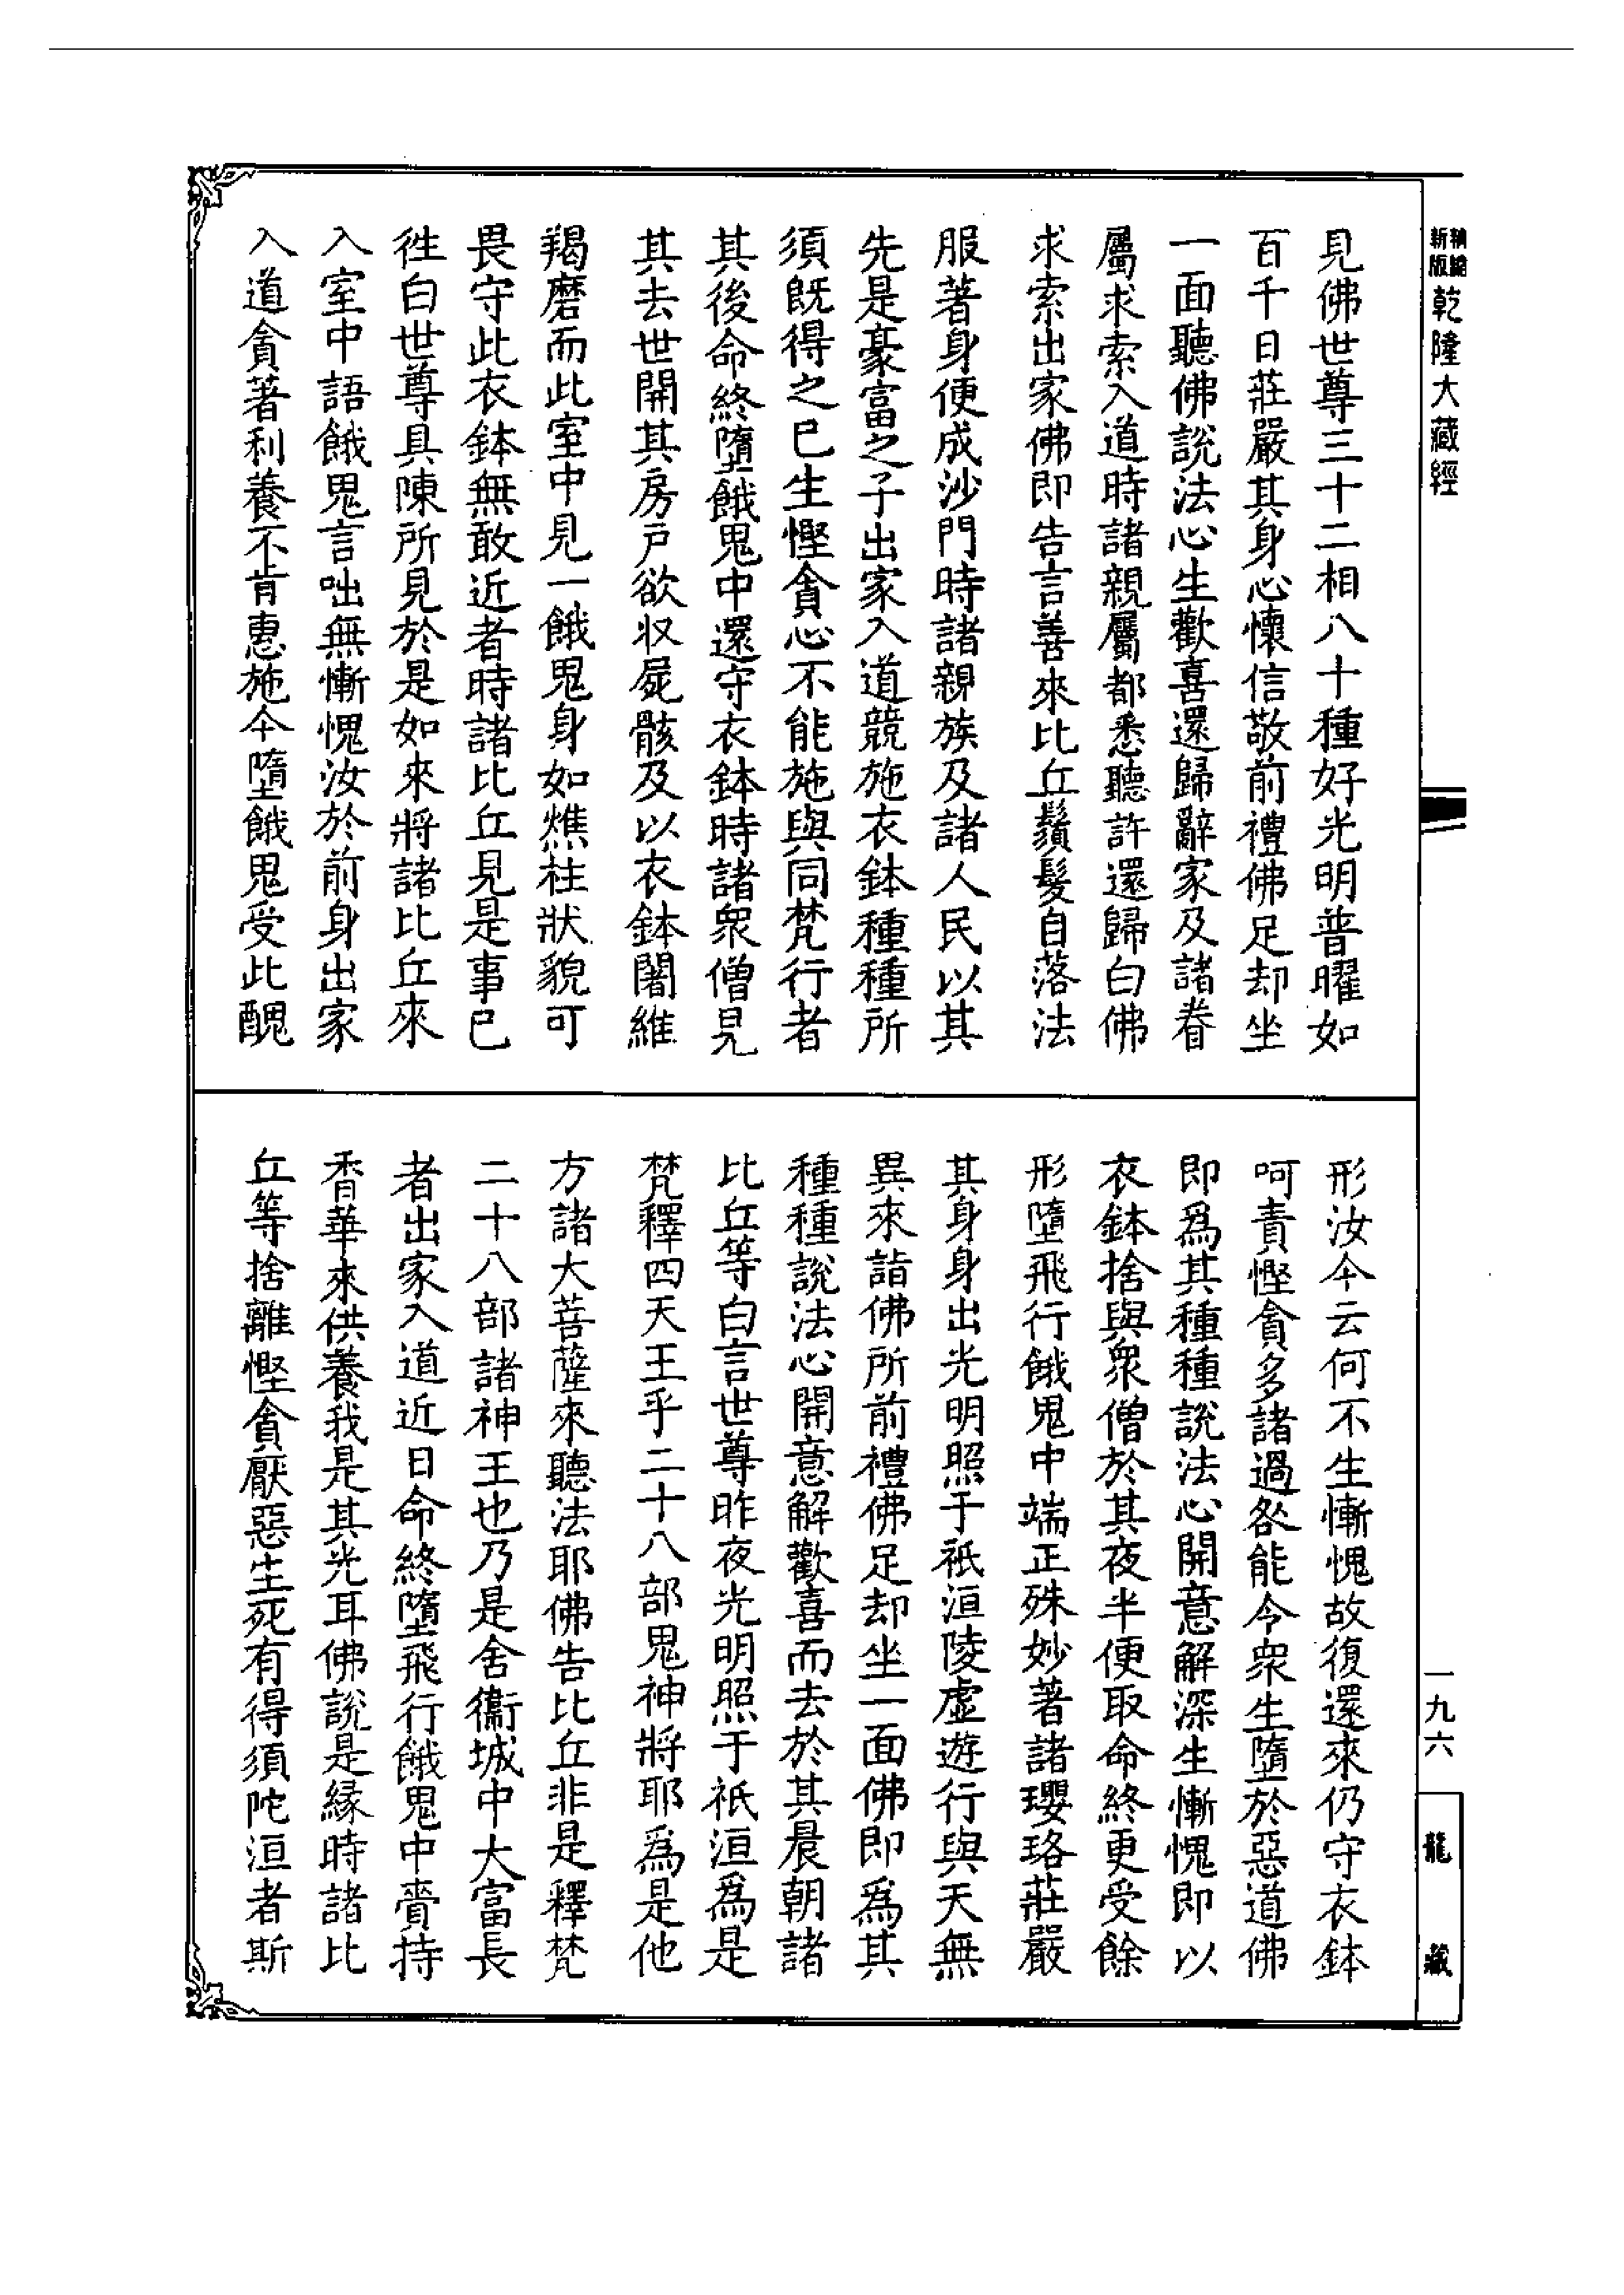 新版
精縮
乾隆大藏經
見佛世尊三十二相八十種好光明普曜如
百千日莊嚴其身心懷信敬前禮佛足却坐
一面聽佛說法心生歡喜還歸辭家及諸眷
屬求索入道時諸親屬都悉聽許還歸白佛
求索出家佛即告言善來比丘鬚髮自落法
服著身便成沙門時諸親族及諸人民以其
先是豪富之子出家入道競施衣鉢種種所
須既得之已生慳貪心不能施與同梵行者
其後命終墮餓鬼中還守衣鉢時諸眾僧見
其去世開其房戶欲収屍骸及以衣鉢闍維
羯磨而此室中見一餓鬼身如燋柱狀貌可
畏守此衣鉢無敢近者時諸比丘見是事已
徃白世尊具陳所見於是如來將諸比丘來
入室中語餓鬼言咄無慚愧汝於前身出家
入道貪著利養不肯惠施今墮餓鬼受此醜
形汝今云何不生慚愧故復還來仍守衣鉢
呵責慳貪多諸過咎能令眾生墮於惡道佛
即為其種種說法心開意解深生慚愧即以
衣鉢捨與眾僧於其夜半便取命終更受餘
形墮飛行餓鬼中端正殊妙著諸瓔珞莊嚴
其身身出光明照于祇洹陵虛遊行與天無
異來詣佛所前禮佛足却坐一面佛即為其
種種說法心開意解歡喜而去於其晨朝諸
比丘等白言世尊昨夜光明照于祇洹為是
梵釋四天王乎二十八部鬼神將耶為是他
方諸大菩薩來聽法耶佛告比丘非是釋梵
二十八部諸神王也乃是舍衞城中大富長
者出家入道近日命終墮飛行餓鬼中賷持
香華來供養我是其光耳佛說是緣時諸比
丘等捨離慳貪厭惡生死有得須陀洹者斯
一九六
龍藏